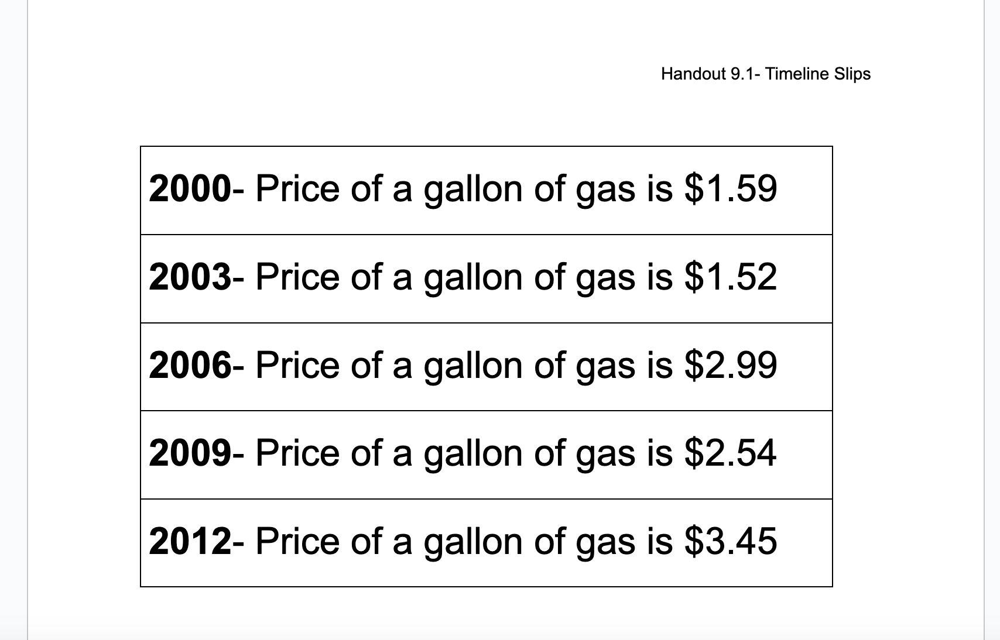 Handout 9.1- Timeline Slips
2000- Price of a gallon of gas is $1.59
2003- Price of a gallon of gas is $1.52
2006- Price of a gallon of gas is $2.99
2009- Price of a gallon of gas is $2.54
2012- Price of a gallon of gas is $3.45